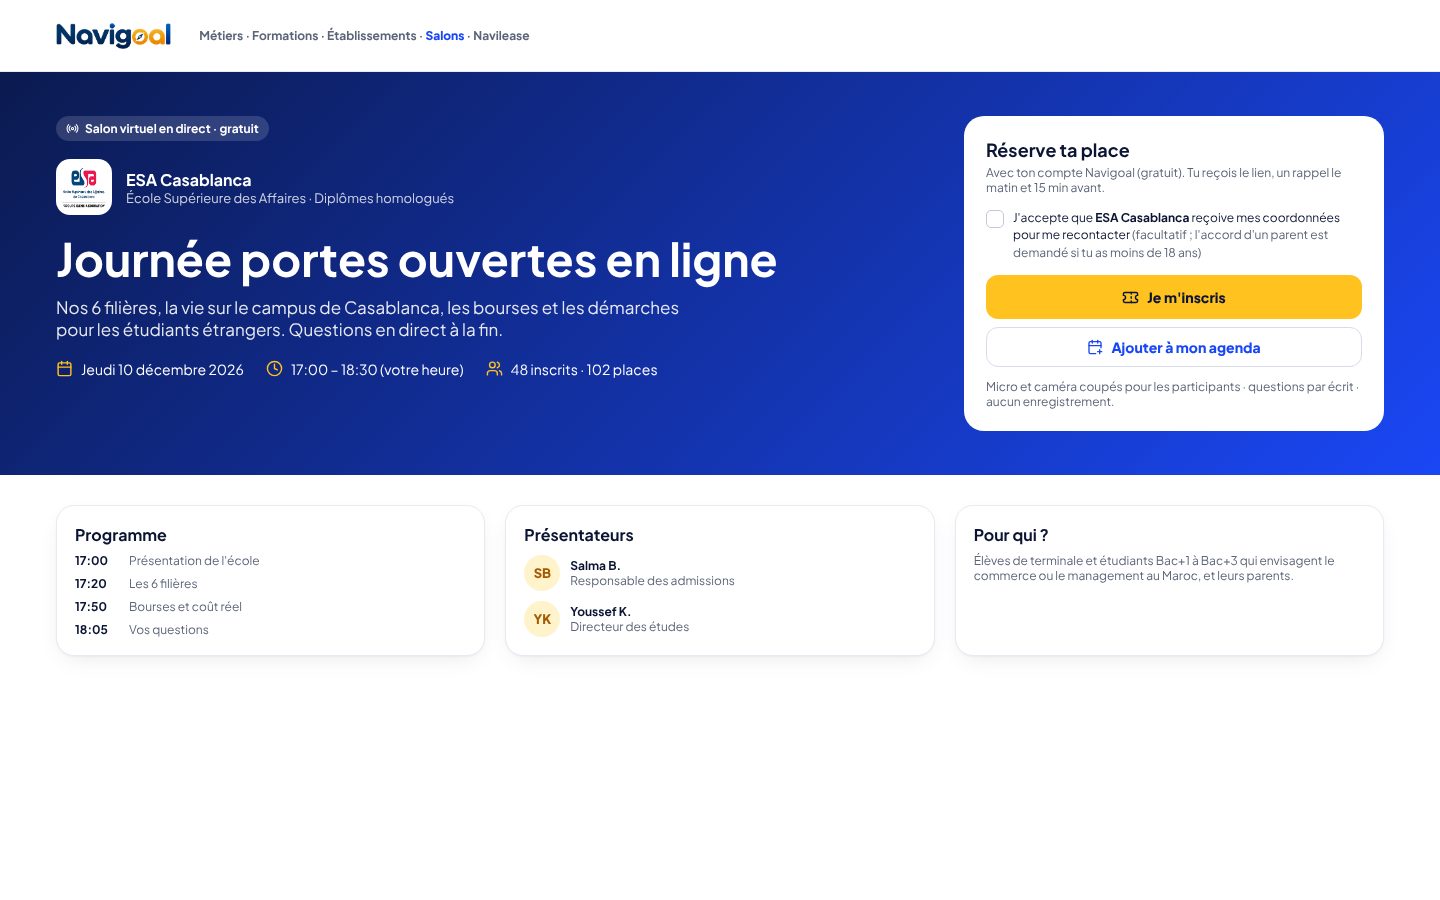 Navigoal
Métiers · Formations · Établissements · Salons · Navilease
Salon virtuel en direct · gratuit
ESA Casablanca
École Supérieure des Affaires · Diplômes homologués
Journée portes ouvertes en ligne
Nos 6 filières, la vie sur le campus de Casablanca, les bourses et les démarches
pour les étudiants étrangers. Questions en direct à la fin.
Jeudi 10 décembre 2026
17:00 – 18:30 (votre heure)
48 inscrits · 102 places
Réserve ta place
Avec ton compte Navigoal (gratuit). Tu reçois le lien, un rappel le
matin et 15 min avant.
J'accepte que ESA Casablanca reçoive mes coordonnées
pour me recontacter (facultatif ; l'accord d'un parent est
demandé si tu as moins de 18 ans)
Je m'inscris
Ajouter à mon agenda
Micro et caméra coupés pour les participants · questions par écrit ·
aucun enregistrement.
Programme
17:00 Présentation de l'école
17:20 Les 6 filières
17:50 Bourses et coût réel
18:05 Vos questions
Présentateurs
SB
Salma B.
Responsable des admissions
YK
Youssef K.
Directeur des études
Pour qui ?
Élèves de terminale et étudiants Bac+1 à Bac+3 qui envisagent le
commerce ou le management au Maroc, et leurs parents.